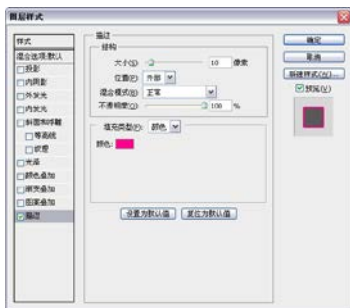 图层样式
样式
混合选项:默认
投影
内阴影
外发光
内发光
斜面和浮雕
等高线
纹理
光泽
颜色叠加
渐变叠加
图案叠加
描边
描边
结构
大小(S): 10 像素
位置(P): 外部
混合模式(B): 正常
不透明度(O): 100 %
填充类型(F): 颜色
颜色:
设置为默认值 复位为默认值
确定
取消
新建样式(W)...
预览(V)